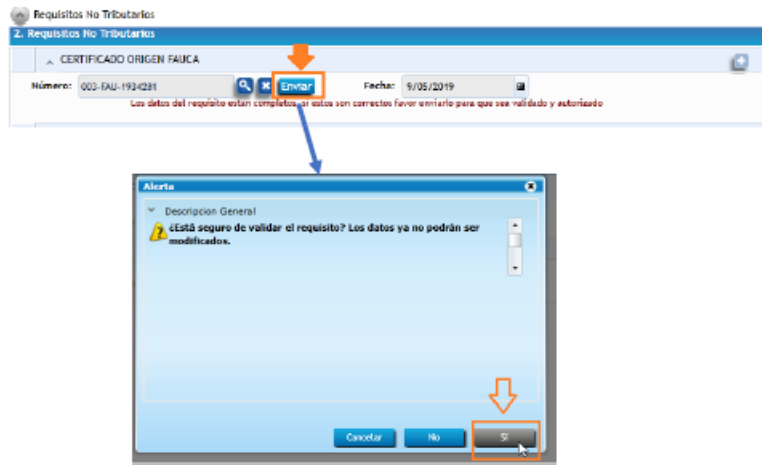 Requisitos No Tributarios
2. Requisitos No Tributarios
CERTIFICADO ORIGEN FAUCA
Número: 003-FAU-1934281 Enviar Fecha: 9/05/2019
Los datos del requisito estan completos, si estos son correctos favor enviarlo para que sea validado y autorizado
Alerta
Descripcion General
¿Está seguro de validar el requisito? Los datos ya no podrán ser
modificados.
Cancelar No Si